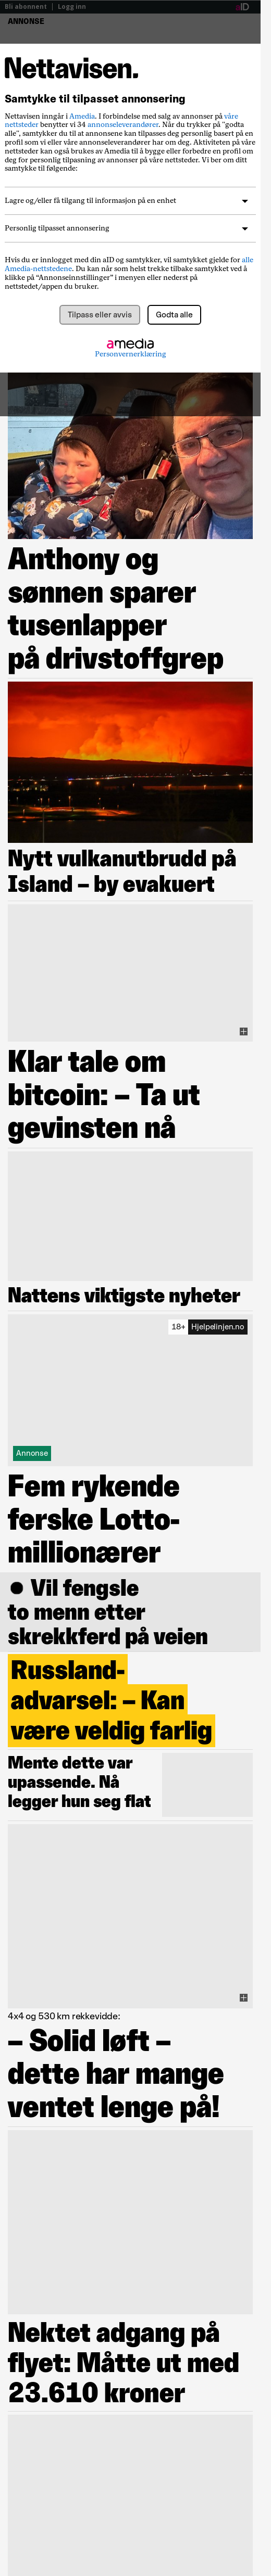 Bli abonnent | Logg inn
aID
ANNONSE
Nettavisen.
Samtykke til tilpasset annonsering
Nettavisen inngår i Amedia. I forbindelse med salg av annonser på våre
nettsteder benytter vi 34 annonseleverandører. Når du trykker på "godta
alle", samtykker du til at annonsene kan tilpasses deg personlig basert på en
profil som vi eller våre annonseleverandører har om deg. Aktiviteten på våre
nettsteder kan også brukes av Amedia til å bygge eller forbedre en profil om
deg for personlig tilpasning av annonser på våre nettsteder. Vi ber om ditt
samtykke til følgende:
Lagre og/eller få tilgang til informasjon på en enhet
Personlig tilpasset annonsering
Hvis du er innlogget med din aID og samtykker, vil samtykket gjelde for alle
Amedia-nettstedene. Du kan når som helst trekke tilbake samtykket ved å
klikke på "Annonseinnstillinger" i menyen eller nederst på
nettstedet/appen du bruker.
Tilpass eller avvis
Godta alle
amedia
Personvernerklæring
Anthony og
sønnen sparer
tusenlapper
på drivstoffgrep
Nytt vulkanutbrudd på
Island – by evakuert
Klar tale om
bitcoin: – Ta ut
gevinsten nå
Nattens viktigste nyheter
18+ Hjelpelinjen.no
Annonse
Fem rykende
ferske Lotto-
millionærer
Vil fengsle
to menn etter
skrekkferd på veien
Russland-
advarsel: – Kan
være veldig farlig
Mente dette var
upassende. Nå
legger hun seg flat
4x4 og 530 km rekkevidde:
– Solid løft –
dette har mange
ventet lenge på!
Nektet adgang på
flyet: Måtte ut med
23.610 kroner